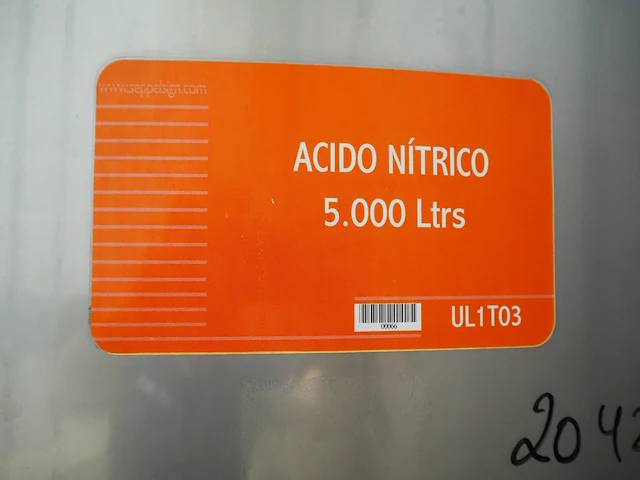 www.seppelsign.com
ACIDO NÍTRICO
5.000 Ltrs
00066
UL1T03